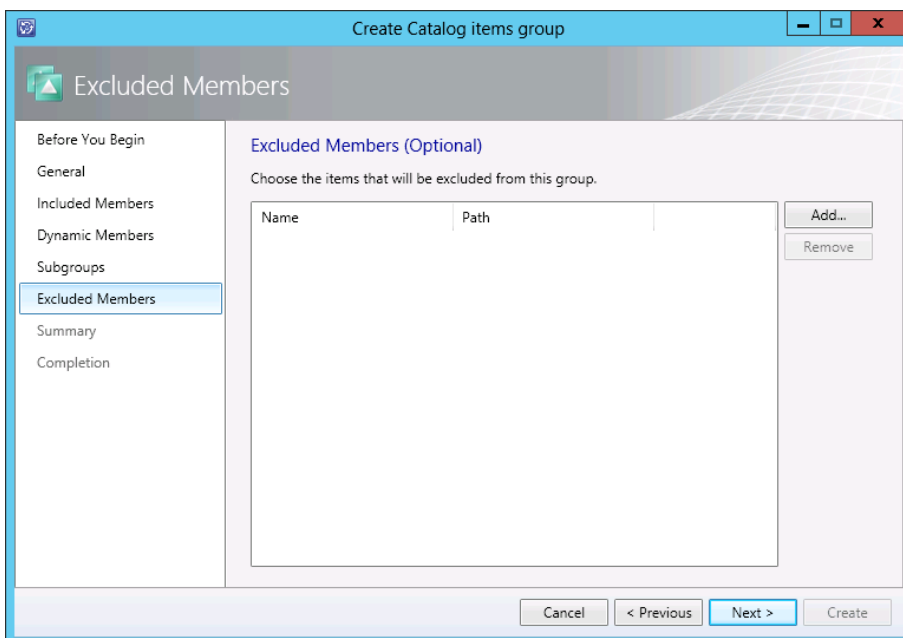 Create Catalog items group
Excluded Members
Before You Begin
General
Included Members
Dynamic Members
Subgroups
Excluded Members
Summary
Completion
Excluded Members (Optional)
Choose the items that will be excluded from this group.
Name Path
Add...
Remove
Cancel < Previous Next > Create